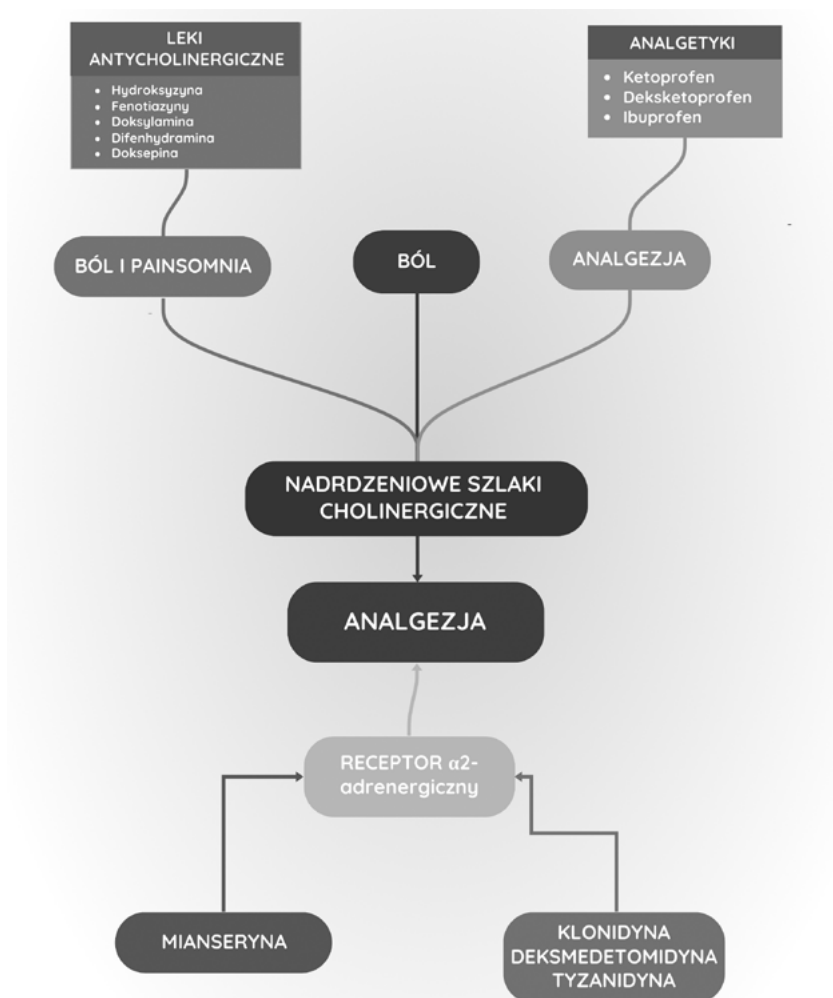 LEKI
ANTYCHOLINERGICZNE
• Hydroksyzyna
• Fenotiazyny
• Doksylamina
• Difenhydramina
• Doksepina
ANALGETYKI
• Ketoprofen
• Deksketoprofen
• Ibuprofen
BÓL I PAINSOMNIA
BÓL
ANALGEZJA
NADRDZENIOWE SZLAKI
CHOLINERGICZNE
ANALGEZJA
RECEPTOR α2-
adrenergiczny
MIANSERYNA
KLONIDYNA
DEKSMEDETOMIDYNA
TYZANIDYNA